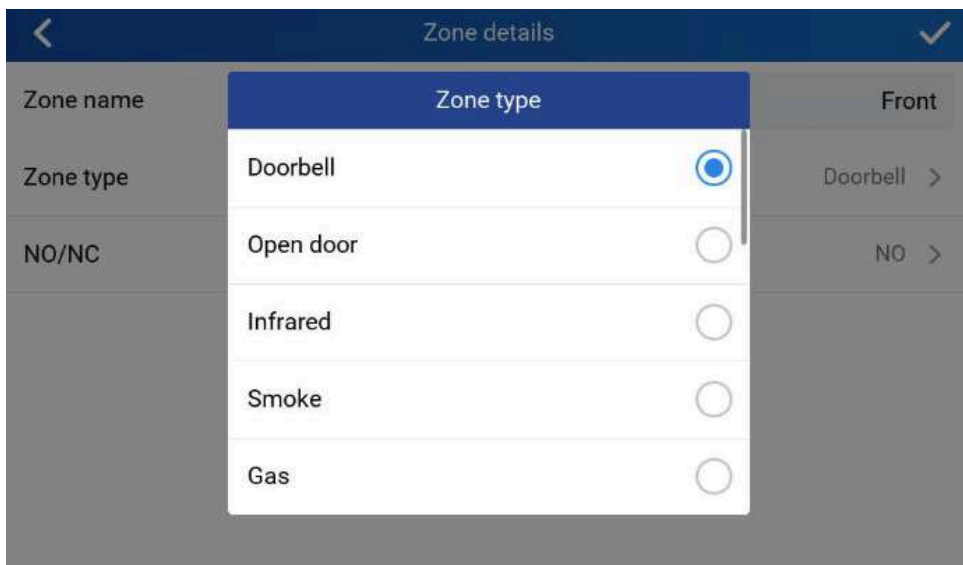 Zone details
Zone name
Front
Zone type
Doorbell
NO/NC
NO
Zone type
Doorbell
Open door
Infrared
Smoke
Gas